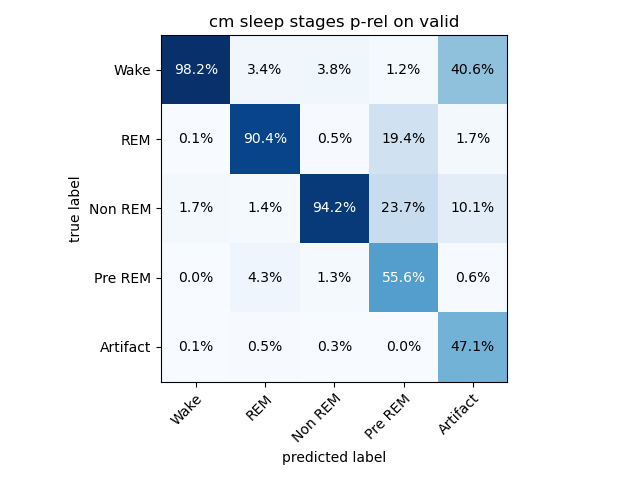 cm sleep stages p-rel on valid
true label
Wake 98.2% 3.4% 3.8% 1.2% 40.6%
REM 0.1% 90.4% 0.5% 19.4% 1.7%
Non REM 1.7% 1.4% 94.2% 23.7% 10.1%
Pre REM 0.0% 4.3% 1.3% 55.6% 0.6%
Artifact 0.1% 0.5% 0.3% 0.0% 47.1%
Wake REM Non REM Pre REM Artifact
predicted label